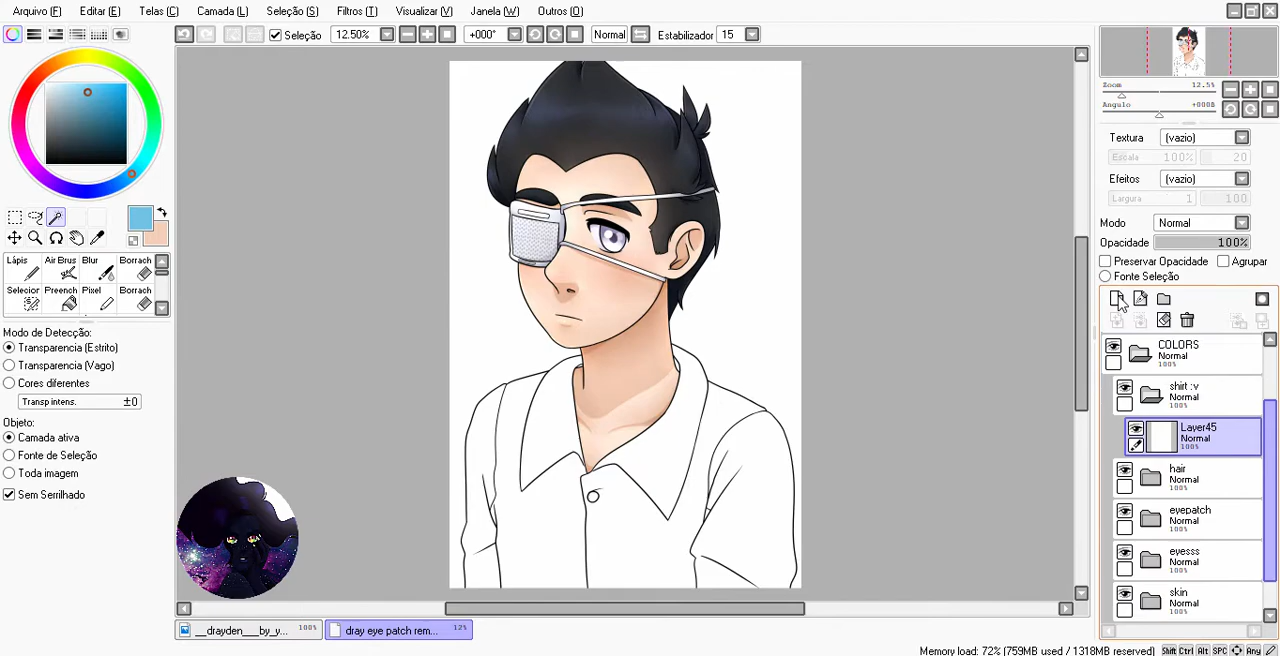 Arquivo (F) Editar (E) Telas (C) Camada (L) Seleção (S) Filtros (T) Visualizar (V) Janela (W) Outros (O)
Seleção 12.50% +000° Normal Estabilizador 15
Zoom 12.5%
Angulo +000B
Textura (vazio)
Escala 100% 20
Efeitos (vazio)
Largura 1 100
Modo Normal
Opacidade 100%
Preservar Opacidade Agrupar
Fonte Seleção
Lápis Air Brus Blur Borrach
Selecior Preench Pixel Borrach
Modo de Detecção:
Transparencia (Estrito)
Transparencia (Vago)
Cores diferentes
Transp intens. ±0
Objeto:
Camada ativa
Fonte de Seleção
Toda imagem
Sem Serrilhado
COLORS
Normal
100%
shirt :v
Normal
100%
Layer45
Normal
100%
hair
Normal
100%
eyepatch
Normal
100%
eyesss
Normal
100%
skin
Normal
100%
__drayden___by_y... 100% dray eye patch rem... 12%
Memory load: 72% (759MB used / 1318MB reserved) Shift Ctrl Alt SPC Any